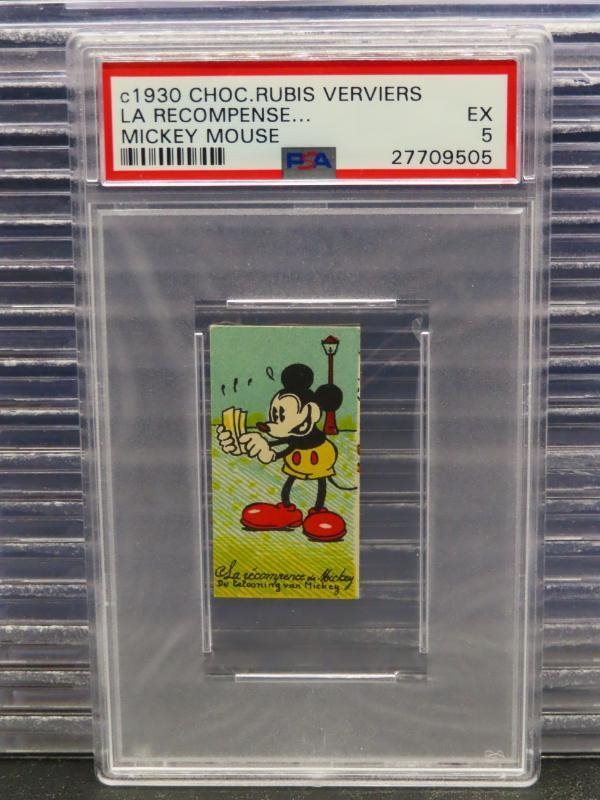 c1930 CHOC.RUBIS VERVIERS
LA RECOMPENSE... EX
MICKEY MOUSE 5
PSA 27709505
La récompence de Mickey
De belooning van Mickey